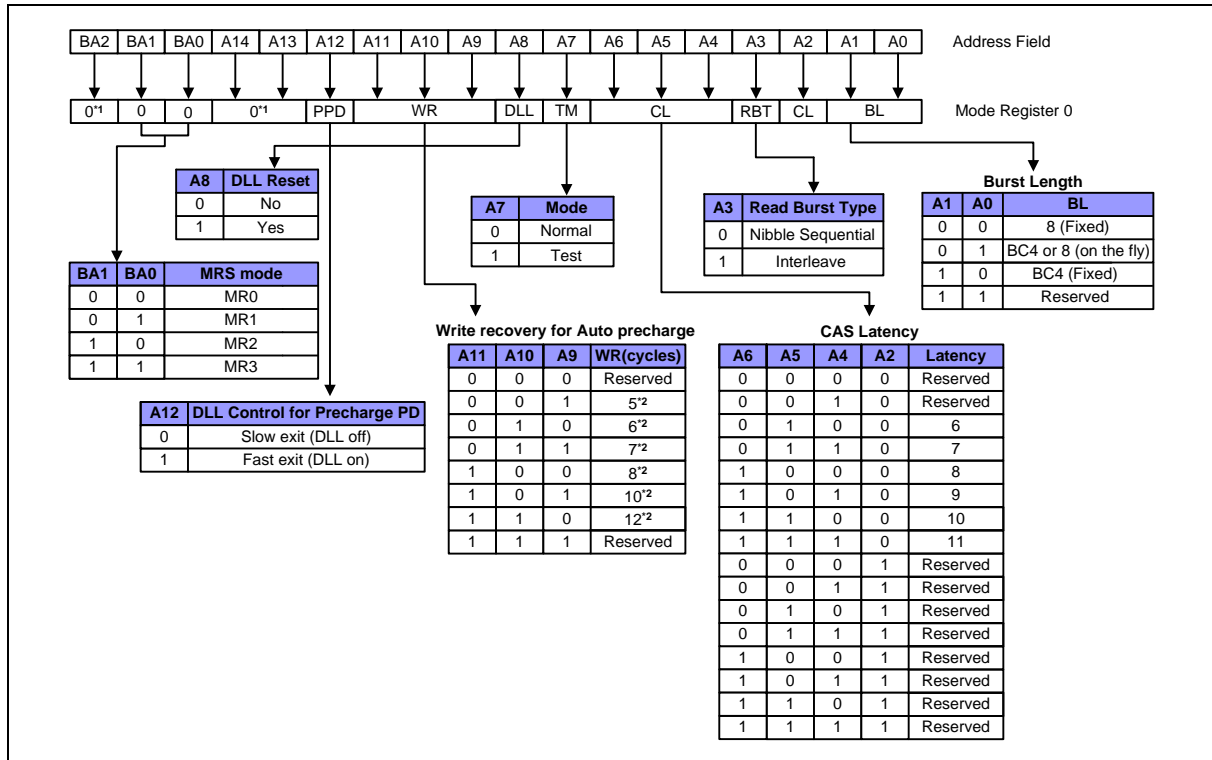 BA2 BA1 BA0 A14 A13 A12 A11 A10 A9 A8 A7 A6 A5 A4 A3 A2 A1 A0 Address Field
0*1 0 0 0*1 PPD WR DLL TM CL RBT CL BL Mode Register 0
A8 DLL Reset
0 No
1 Yes
A7 Mode
0 Normal
1 Test
A3 Read Burst Type
0 Nibble Sequential
1 Interleave
Burst Length
A1 A0 BL
0 0 8 (Fixed)
0 1 BC4 or 8 (on the fly)
1 0 BC4 (Fixed)
1 1 Reserved
BA1 BA0 MRS mode
0 0 MR0
0 1 MR1
1 0 MR2
1 1 MR3
A12 DLL Control for Precharge PD
0 Slow exit (DLL off)
1 Fast exit (DLL on)
Write recovery for Auto precharge
A11 A10 A9 WR(cycles)
0 0 0 Reserved
0 0 1 5*2
0 1 0 6*2
0 1 1 7*2
1 0 0 8*2
1 0 1 10*2
1 1 0 12*2
1 1 1 Reserved
CAS Latency
A6 A5 A4 A2 Latency
0 0 0 0 Reserved
0 0 1 0 Reserved
0 1 0 0 6
0 1 1 0 7
1 0 0 0 8
1 0 1 0 9
1 1 0 0 10
1 1 1 0 11
0 0 0 1 Reserved
0 0 1 1 Reserved
0 1 0 1 Reserved
0 1 1 1 Reserved
1 0 0 1 Reserved
1 0 1 1 Reserved
1 1 0 1 Reserved
1 1 1 1 Reserved